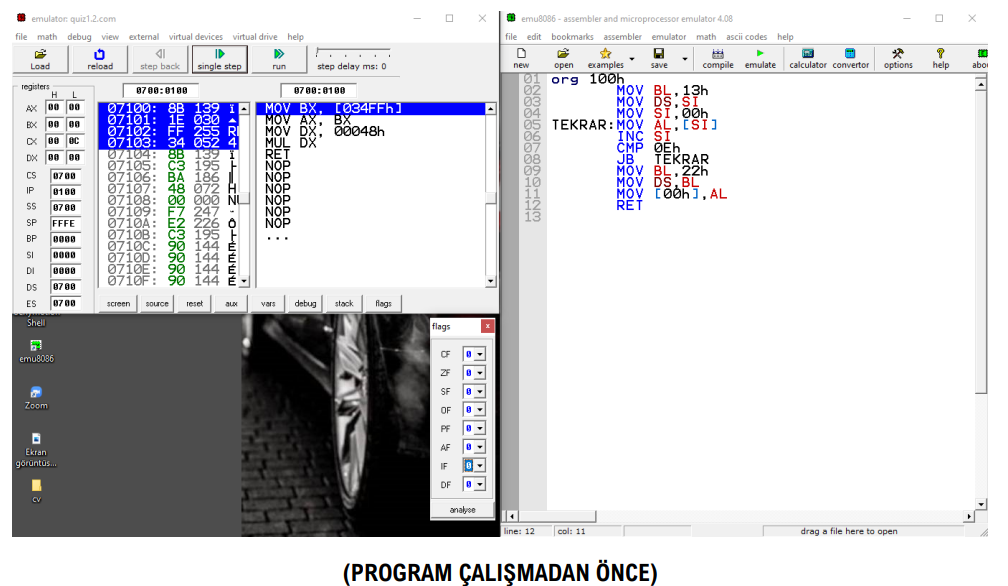 emulator: quiz1.2.com
file math debug view external virtual devices virtual drive help
Load reload step back single step run step delay ms: 0
registers
H L
0700:0100 0700:0100
AX 00 00
BX 00 00
CX 00 0C
DX 00 00
CS 0700
IP 0100
SS 0700
SP FFFE
BP 0000
SI 0000
DI 0000
DS 0700
ES 0700
07100: 8B 139 ï
07101: 1E 030 ▲
07102: FF 255 R
07103: 34 052 4
07104: 8B 139 ï
07105: C3 195 ├
07106: BA 186 ║
07107: 48 072 H
07108: 00 000 NU
07109: F7 247
0710A: E2 226 Ô
0710B: C3 195 ├
0710C: 90 144 É
0710D: 90 144 É
0710E: 90 144 É
0710F: 90 144 É
MOV BX, [034FFh]
MOV AX, BX
MOV DX, 00048h
MUL DX
RET
NOP
NOP
NOP
NOP
NOP
NOP
...
screen source reset aux vars debug stack flags
Shell
emu8086
Zoom
Ekran
görüntüs...
cv
flags x
CF 0
ZF 0
SF 0
OF 0
PF 0
AF 0
IF 0
DF 0
analyse
emu8086 - assembler and microprocessor emulator 4.08
file edit bookmarks assembler emulator math ascii codes help
new open examples save compile emulate calculator convertor options help abou
01 org 100h
02 MOV BL,13h
03 MOV DS,SI
04 MOV SI,00h
05 TEKRAR:MOV AL,[SI]
06 INC SI
07 CMP 0Eh
08 JB TEKRAR
09 MOV BL,22h
10 MOV DS,BL
11 MOV [00h],AL
12 RET
13
line: 12 col: 11 drag a file here to open
(PROGRAM ÇALIŞMADAN ÖNCE)